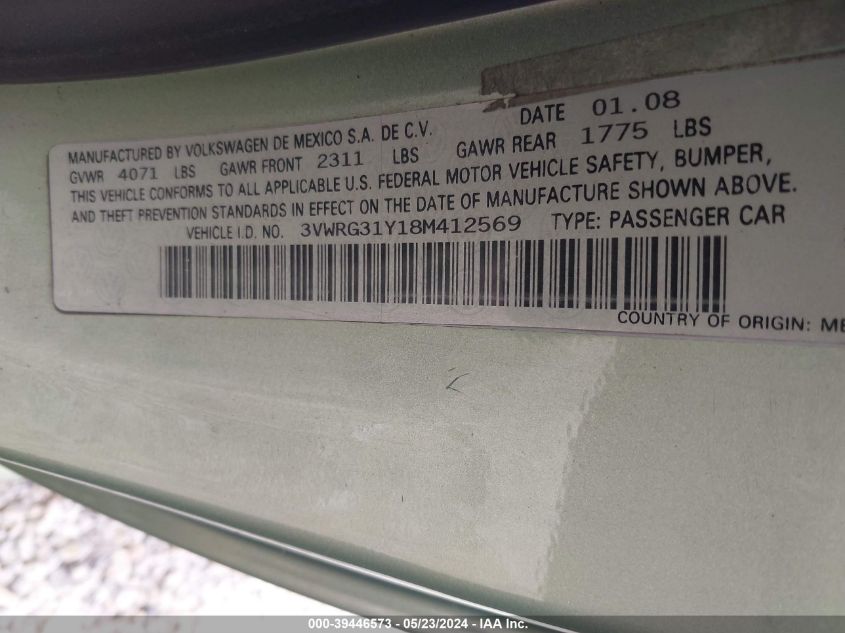 DATE 01.08
MANUFACTURED BY VOLKSWAGEN DE MEXICO S.A. DE C.V.
GVWR 4071 LBS GAWR FRONT 2311 LBS GAWR REAR 1775 LBS
THIS VEHICLE CONFORMS TO ALL APPLICABLE U.S. FEDERAL MOTOR VEHICLE SAFETY, BUMPER,
AND THEFT PREVENTION STANDARDS IN EFFECT ON THE DATE OF MANUFACTURE SHOWN ABOVE.
VEHICLE I.D. NO. 3VWRG31Y18M412569 TYPE: PASSENGER CAR
COUNTRY OF ORIGIN: ME
000-39446573 - 05/23/2024 - IAA Inc.